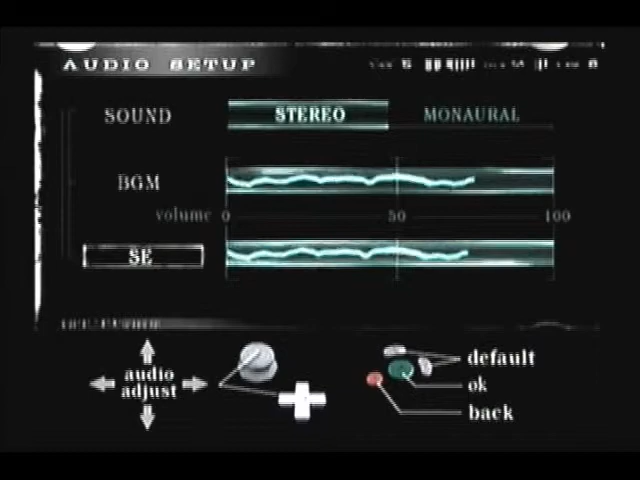 AUDIO SETUP
SOUND STEREO MONAURAL
BGM
volume 0 50 100
SE
audio adjust
default
ok
back